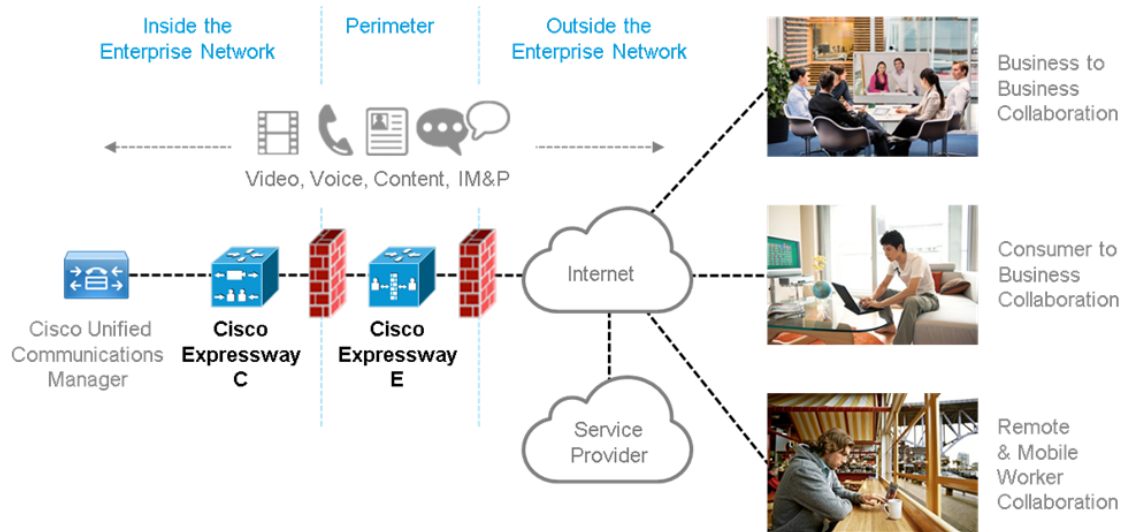 Inside the
Enterprise Network
Perimeter
Outside the
Enterprise Network
Video, Voice, Content, IM&P
Business to
Business
Collaboration
Internet
Consumer to
Business
Collaboration
Cisco Unified
Communications
Manager
Cisco
Expressway
C
Cisco
Expressway
E
Service
Provider
Remote
& Mobile
Worker
Collaboration